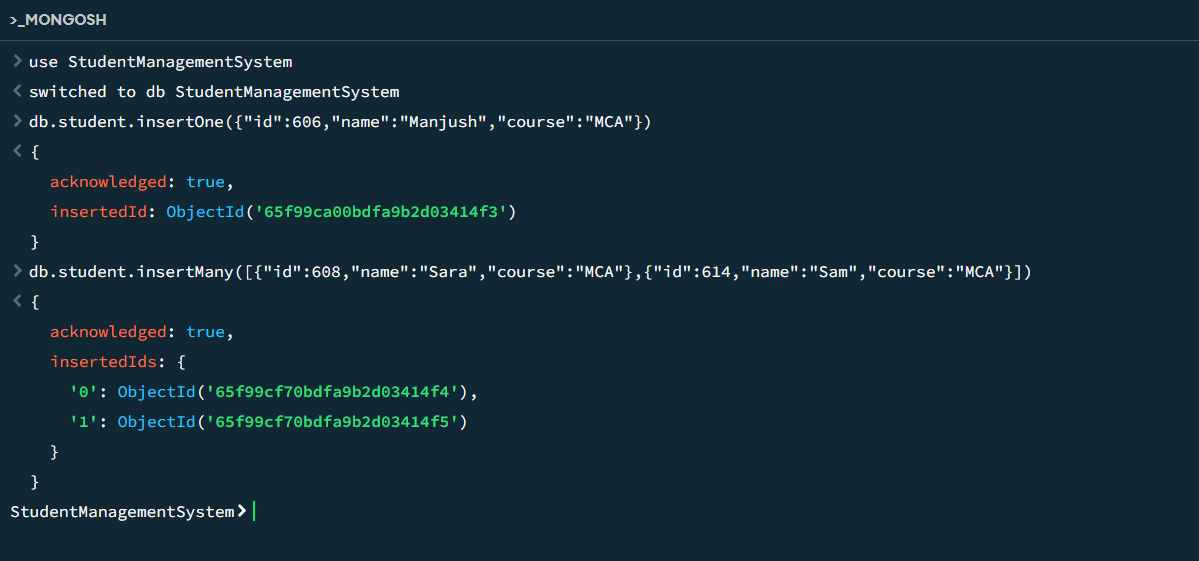 >_MONGOSH
> use StudentManagementSystem
< switched to db StudentManagementSystem
> db.student.insertOne({"id":606,"name":"Manjush","course":"MCA"})
< {
    acknowledged: true,
    insertedId: ObjectId('65f99ca00bdfa9b2d03414f3')
  }
> db.student.insertMany([{"id":608,"name":"Sara","course":"MCA"},{"id":614,"name":"Sam","course":"MCA"}])
< {
    acknowledged: true,
    insertedIds: {
      '0': ObjectId('65f99cf70bdfa9b2d03414f4'),
      '1': ObjectId('65f99cf70bdfa9b2d03414f5')
    }
  }
StudentManagementSystem>